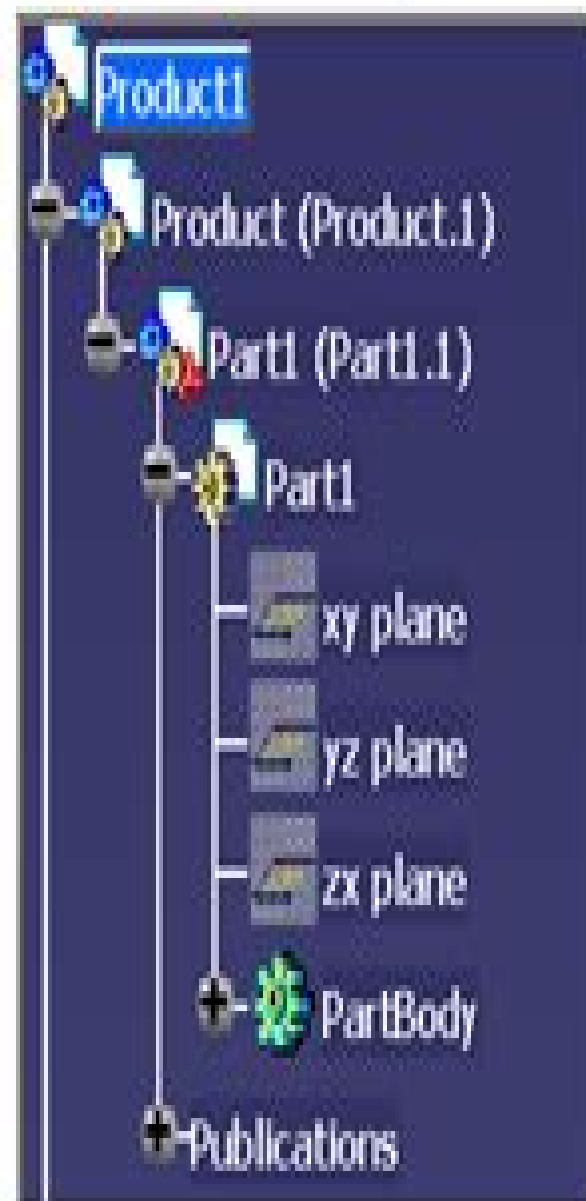 Product1
Product (Product.1)
Part1 (Part1.1)
Part1
xy plane
yz plane
zx plane
PartBody
Publications